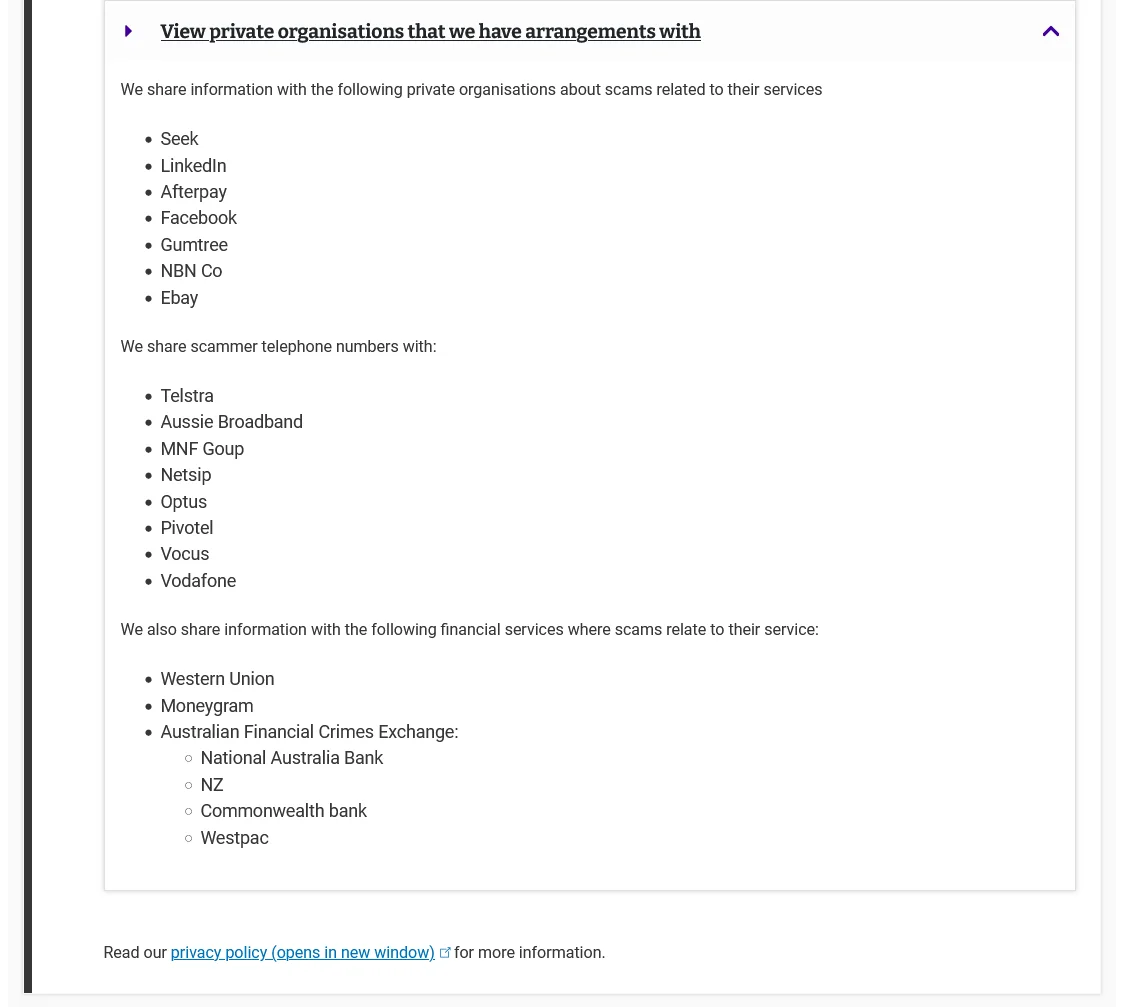 View private organisations that we have arrangements with
We share information with the following private organisations about scams related to their services
Seek
LinkedIn
Afterpay
Facebook
Gumtree
NBN Co
Ebay
We share scammer telephone numbers with:
Telstra
Aussie Broadband
MNF Goup
Netsip
Optus
Pivotel
Vocus
Vodafone
We also share information with the following financial services where scams relate to their service:
Western Union
Moneygram
Australian Financial Crimes Exchange:
National Australia Bank
NZ
Commonwealth bank
Westpac
Read our privacy policy (opens in new window) for more information.